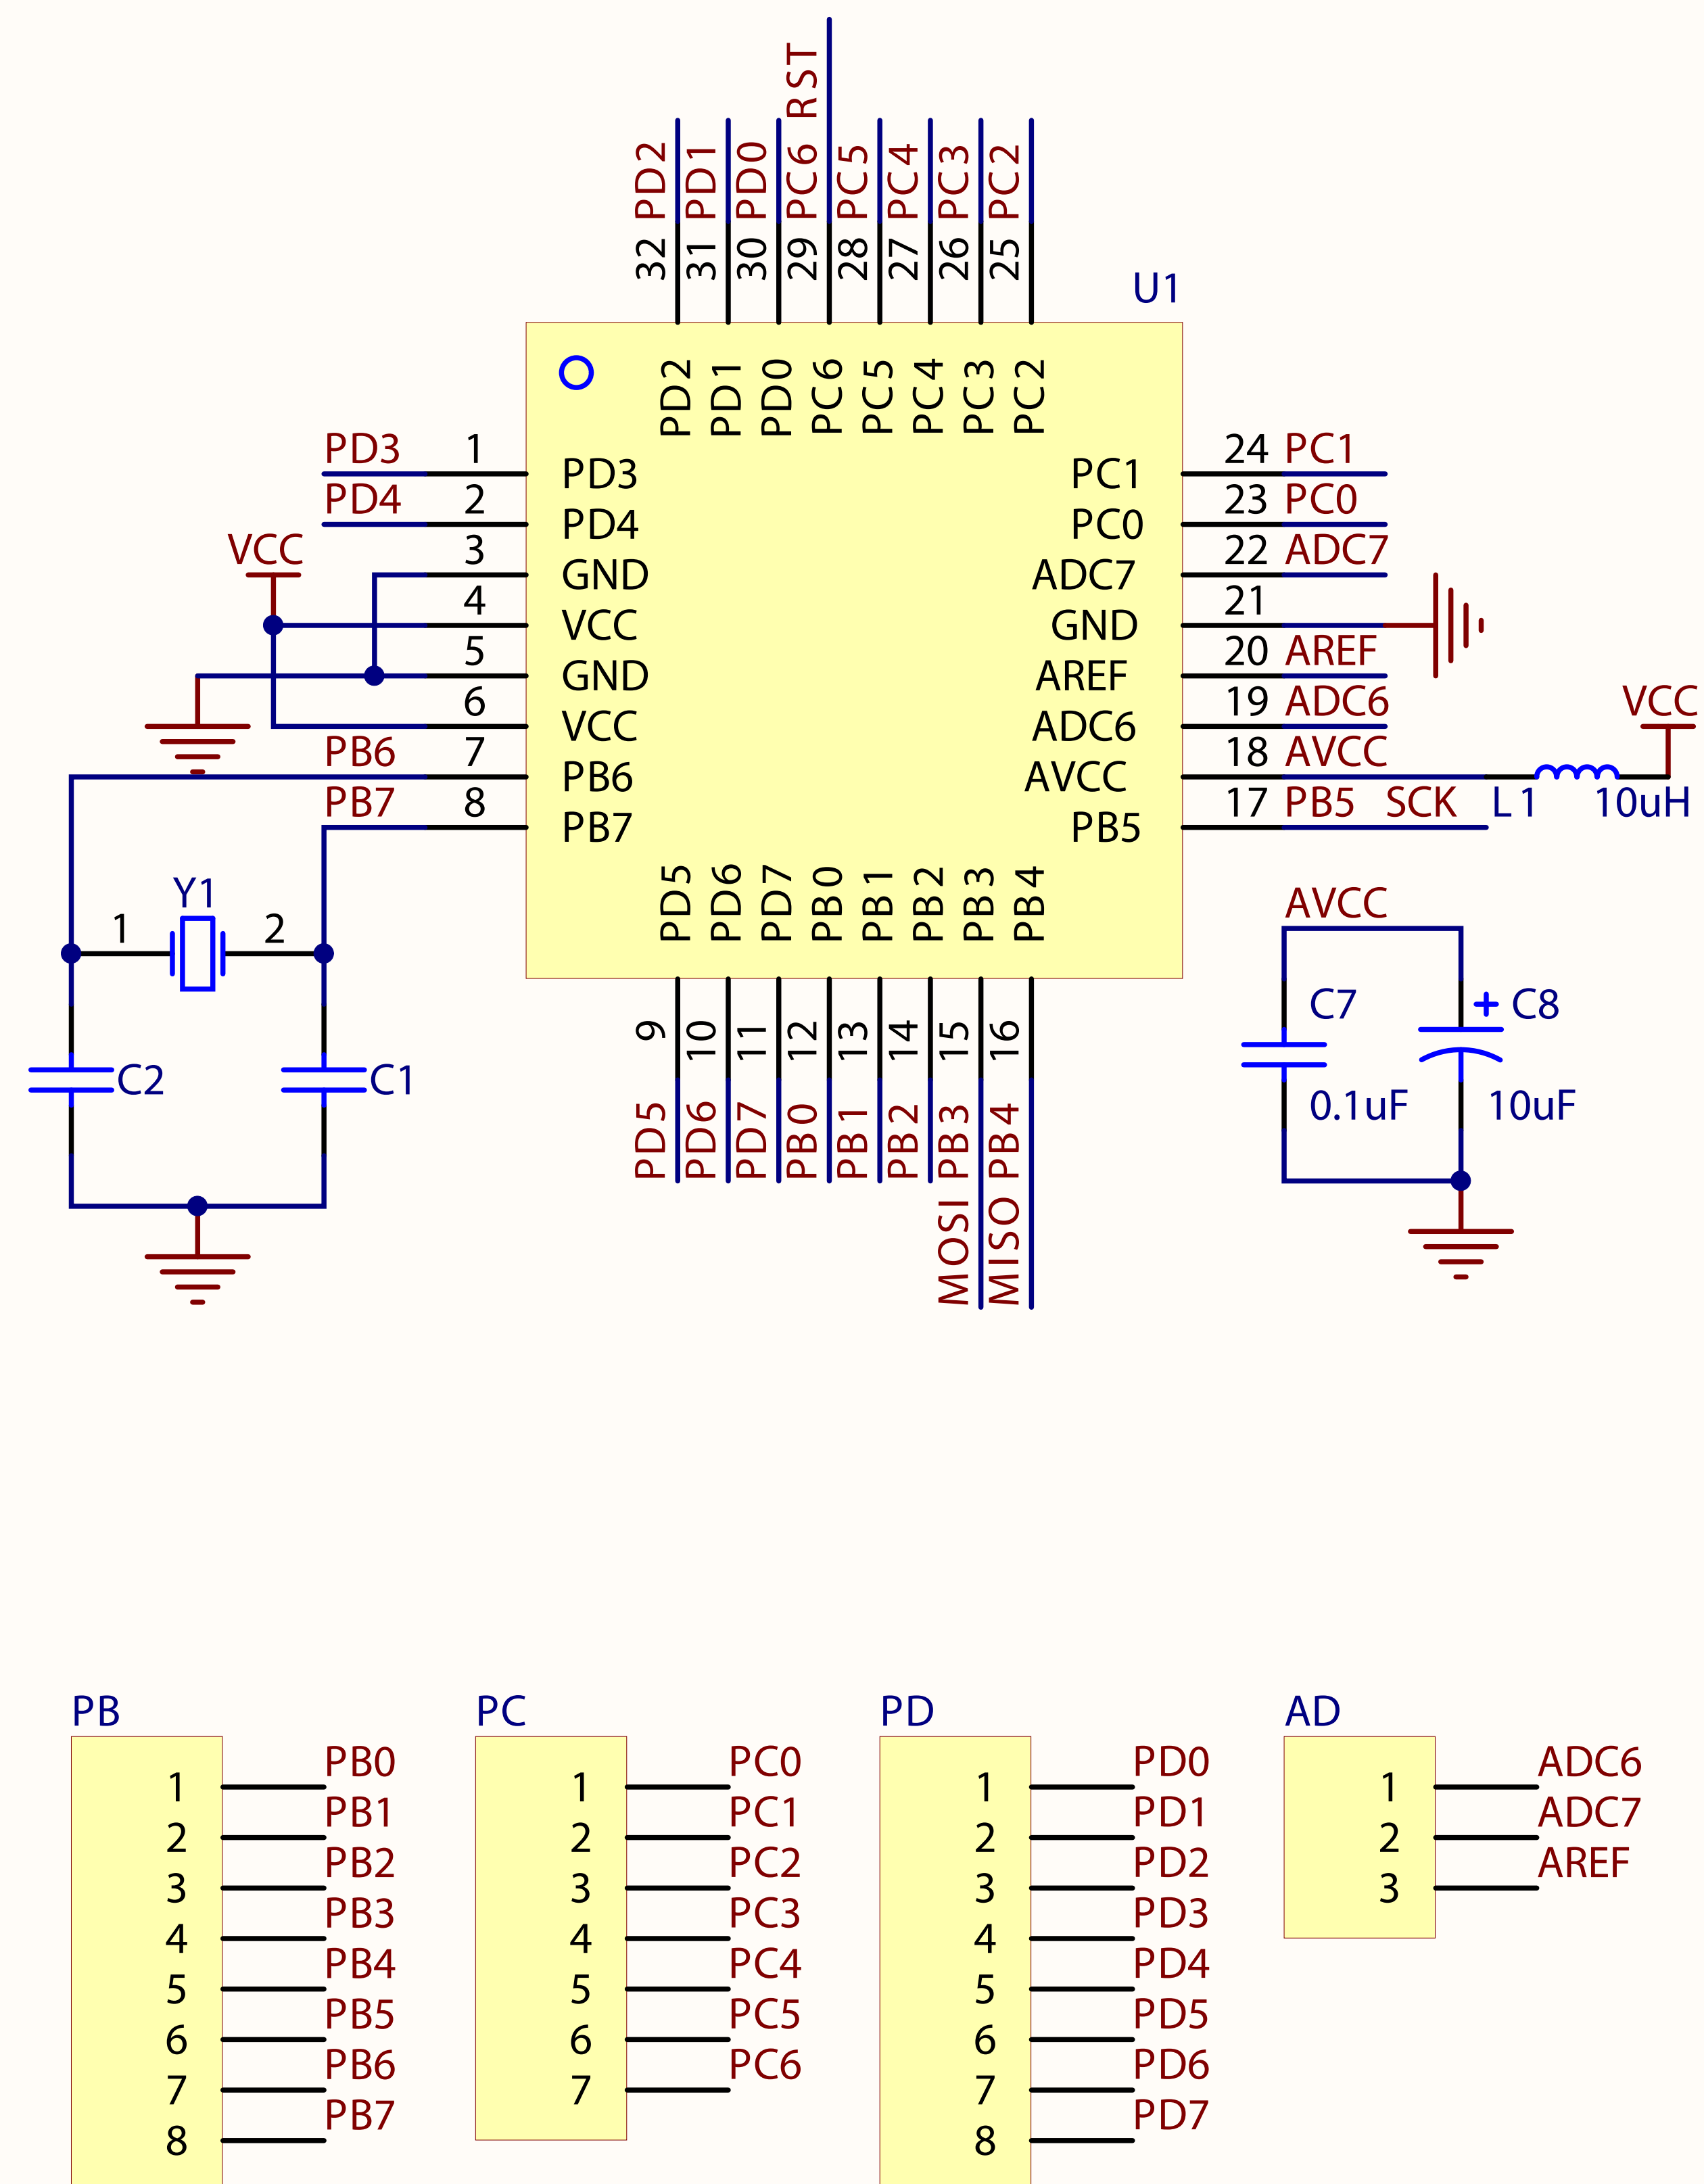 RST
PD2 PD1 PD0 PC6 PC5 PC4 PC3 PC2
32 31 30 29 28 27 26 25
U1
PD2 PD1 PD0 PC6 PC5 PC4 PC3 PC2
PD3 1 PD3 PC1 24 PC1
PD4 2 PD4 PC0 23 PC0
VCC 3 GND ADC7 22 ADC7
4 VCC GND 21
5 GND AREF 20 AREF
6 VCC ADC6 19 ADC6 VCC
PB6 7 PB6 AVCC 18 AVCC
PB7 8 PB7 PB5 17 PB5 SCK L1 10uH
PD5 PD6 PD7 PB0 PB1 PB2 PB3 PB4
Y1 AVCC
1 2
9 10 11 12 13 14 15 16
C7 + C8
C2 C1
0.1uF 10uF
PD5 PD6 PD7 PB0 PB1 PB2 PB3 PB4
MOSI MISO
PB PC PD AD
PB0 PC0 PD0 ADC6
1 1 1 1
PB1 PC1 PD1 ADC7
2 2 2 2
PB2 PC2 PD2 AREF
3 3 3 3
PB3 PC3 PD3
4 4 4
PB4 PC4 PD4
5 5 5
PB5 PC5 PD5
6 6 6
PB6 PC6 PD6
7 7 7
PB7 PD7
8 8